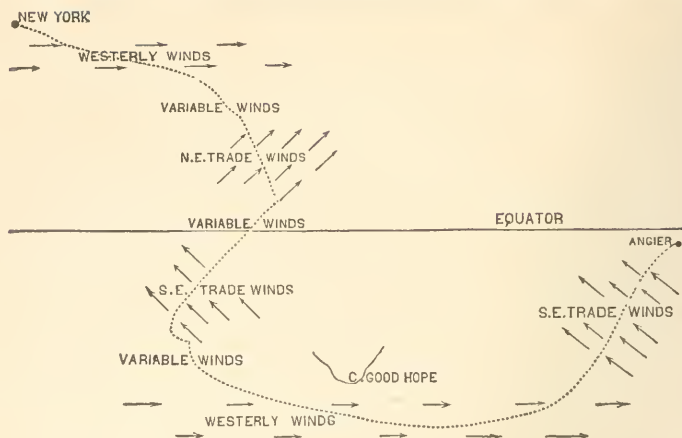 NEW YORK
WESTERLY WINDS
VARIABLE WINDS
N.E. TRADE WINDS
VARIABLE WINDS
EQUATOR
ANGIER
S.E. TRADE WINDS
S.E. TRADE WINDS
VARIABLE WINDS
C. GOOD HOPE
WESTERLY WINDG